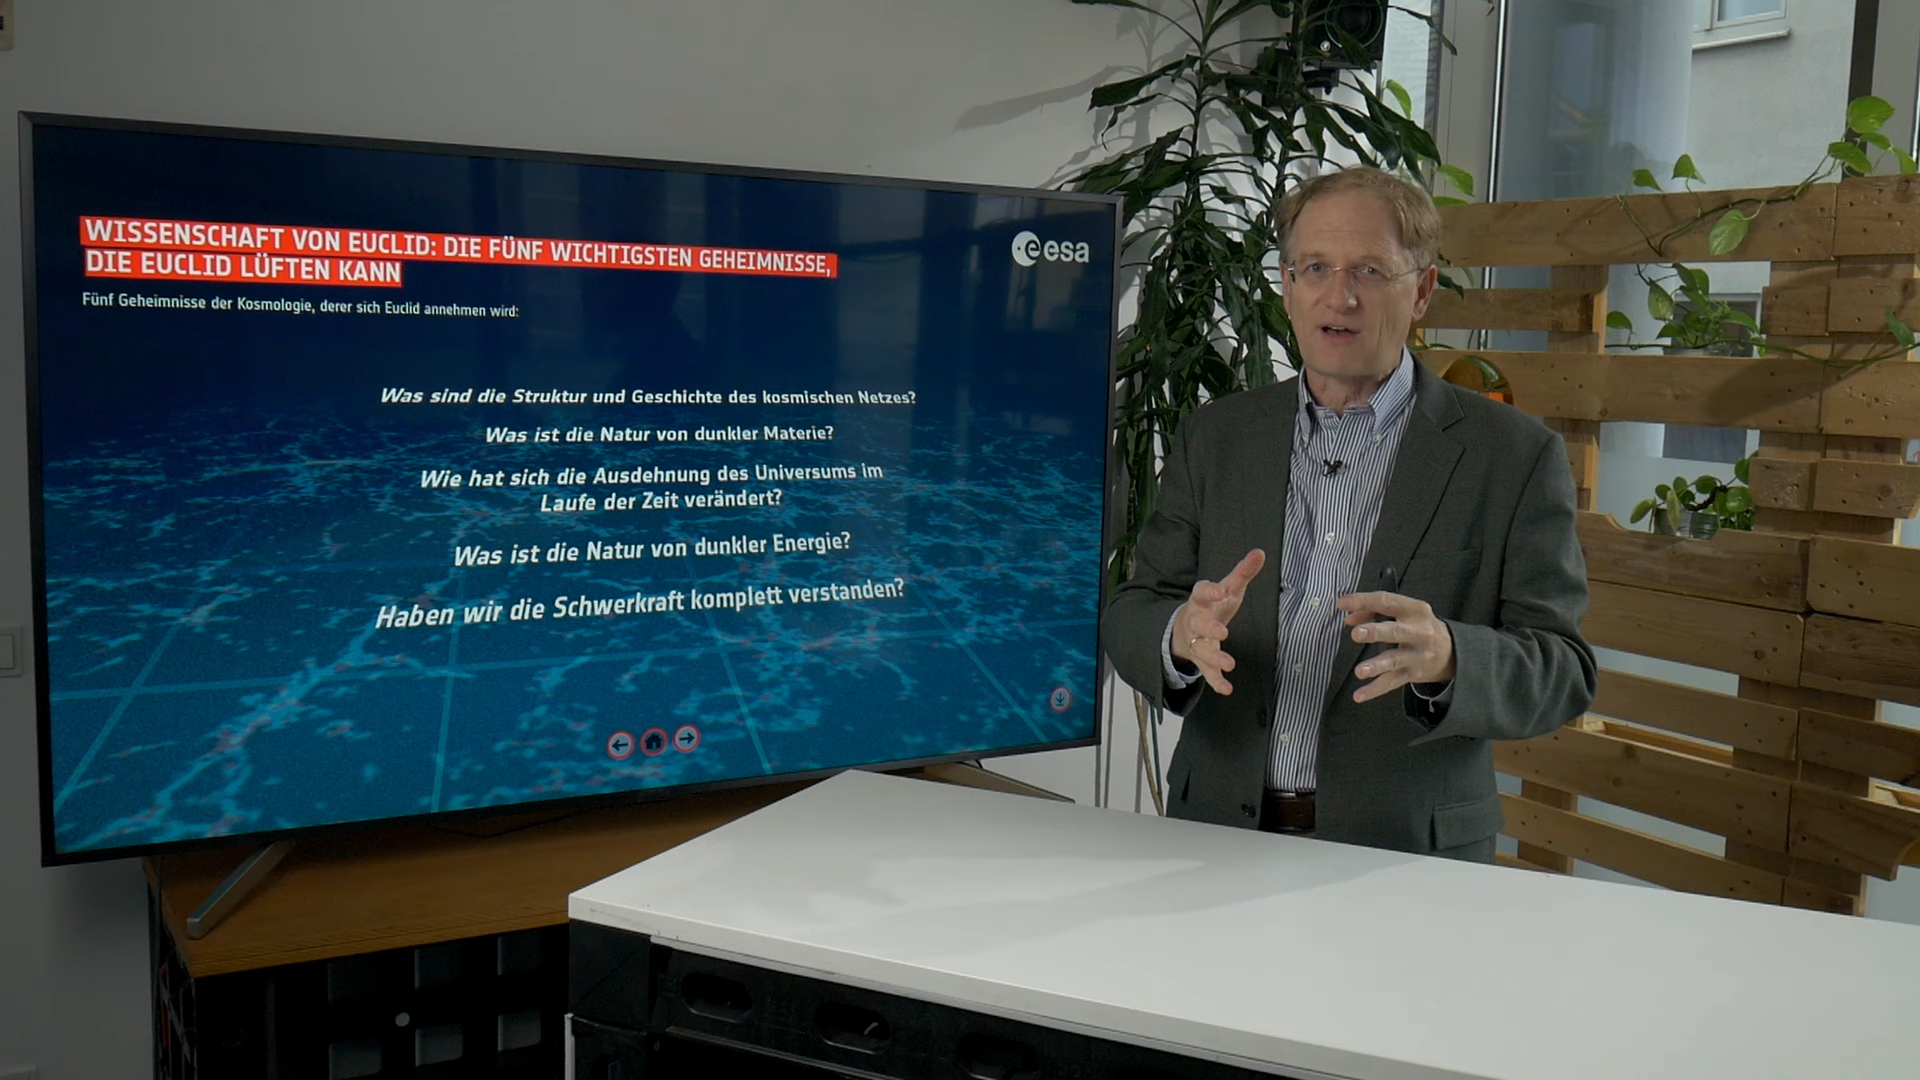 WISSENSCHAFT VON EUCLID: DIE FÜNF WICHTIGSTEN GEHEIMNISSE,
DIE EUCLID LÜFTEN KANN
esa
Fünf Geheimnisse der Kosmologie, derer sich Euclid annehmen wird:
Was sind die Struktur und Geschichte des kosmischen Netzes?
Was ist die Natur von dunkler Materie?
Wie hat sich die Ausdehnung des Universums im
Laufe der Zeit verändert?
Was ist die Natur von dunkler Energie?
Haben wir die Schwerkraft komplett verstanden?